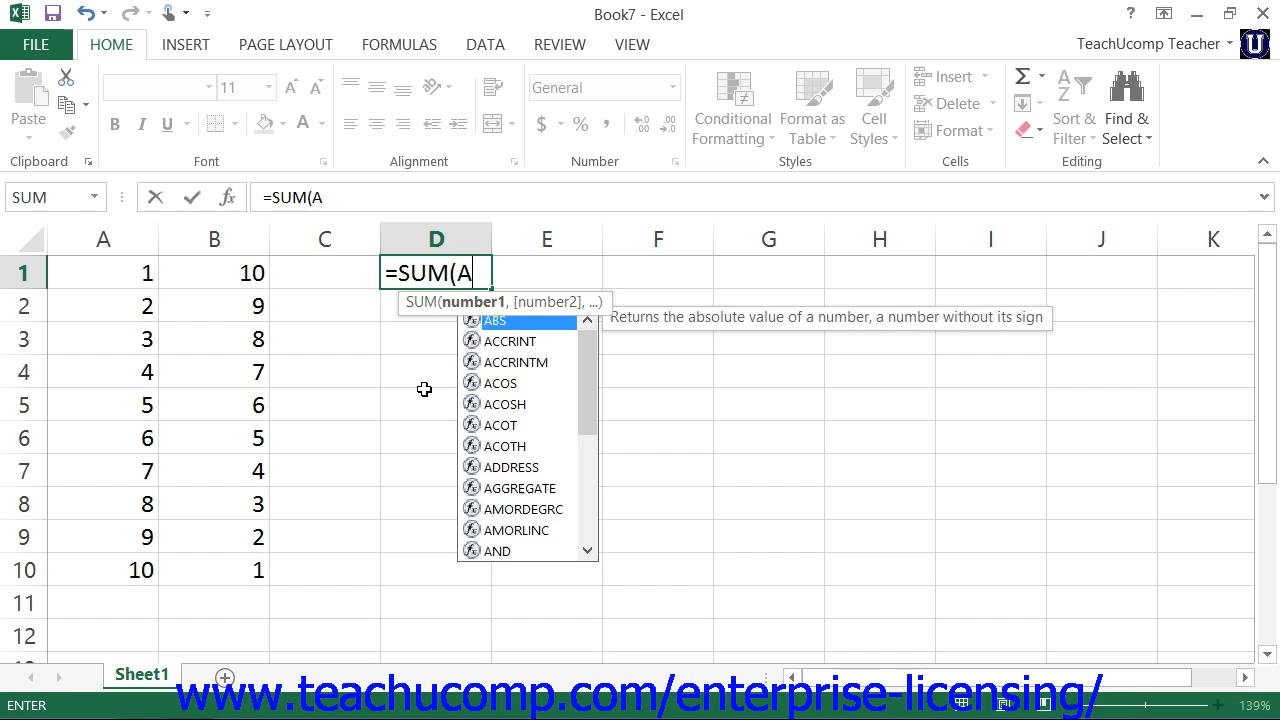 Book7 - Excel
?
FILE HOME INSERT PAGE LAYOUT FORMULAS DATA REVIEW VIEW TeachUcomp Teacher U
Paste
Clipboard
11 A A
B I U A
Font
Alignment
General
$ % ,
Number
Conditional Formatting
Format as Table
Cell Styles
Styles
Insert
Delete
Format
Cells
Σ
Sort & Filter
Find & Select
Editing
SUM fx =SUM(A
A B C D E F G H I J K
1 1 10 =SUM(A
2 2 9
SUM(number1, [number2], ...)
3 3 8
4 4 7
5 5 6
6 6 5
7 7 4
8 8 3
9 9 2
10 10 1
11
12
ABS
Returns the absolute value of a number, a number without its sign
ACCRINT
ACCRINTM
ACOS
ACOSH
ACOT
ACOTH
ADDRESS
AGGREGATE
AMORDEGRC
AMORLINC
AND
Sheet1
www.teachucomp.com/enterprise-licensing/
ENTER 139%